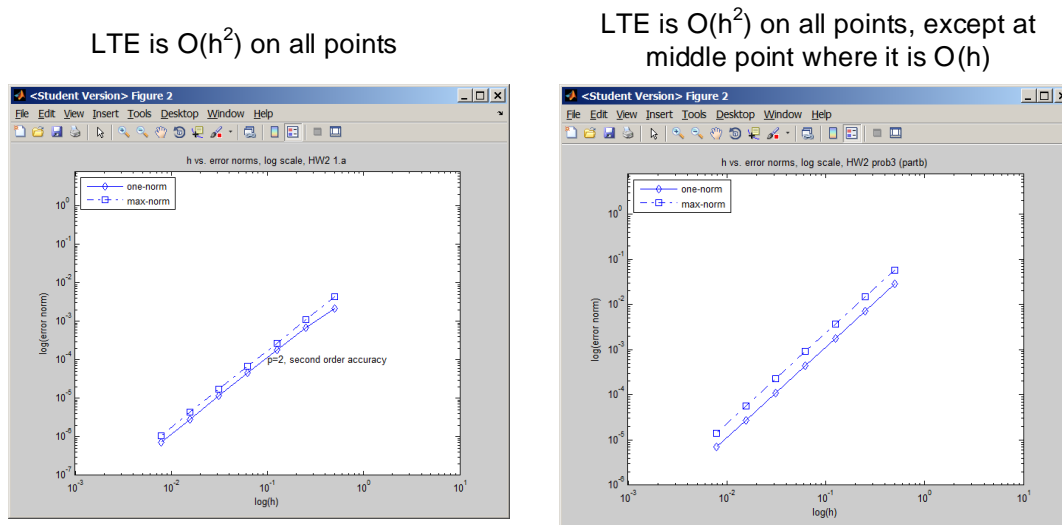 LTE is O(h²) on all points
<Student Version> Figure 2
File Edit View Insert Tools Desktop Window Help
h vs. error norms, log scale, HW2 1.a
one-norm
max-norm
10⁰
10⁻¹
10⁻²
10⁻³
10⁻⁴
10⁻⁵
10⁻⁶
10⁻⁷
log(error norm)
p=2, second order accuracy
10⁻³ 10⁻² 10⁻¹ 10⁰ 10¹
log(h)
LTE is O(h²) on all points, except at
middle point where it is O(h)
<Student Version> Figure 2
File Edit View Insert Tools Desktop Window Help
h vs. error norms, log scale, HW2 prob3 (partb)
one-norm
max-norm
10⁰
10⁻¹
10⁻²
10⁻³
10⁻⁴
10⁻⁵
10⁻⁶
log(error norm)
10⁻³ 10⁻² 10⁻¹ 10⁰ 10¹
log(h)